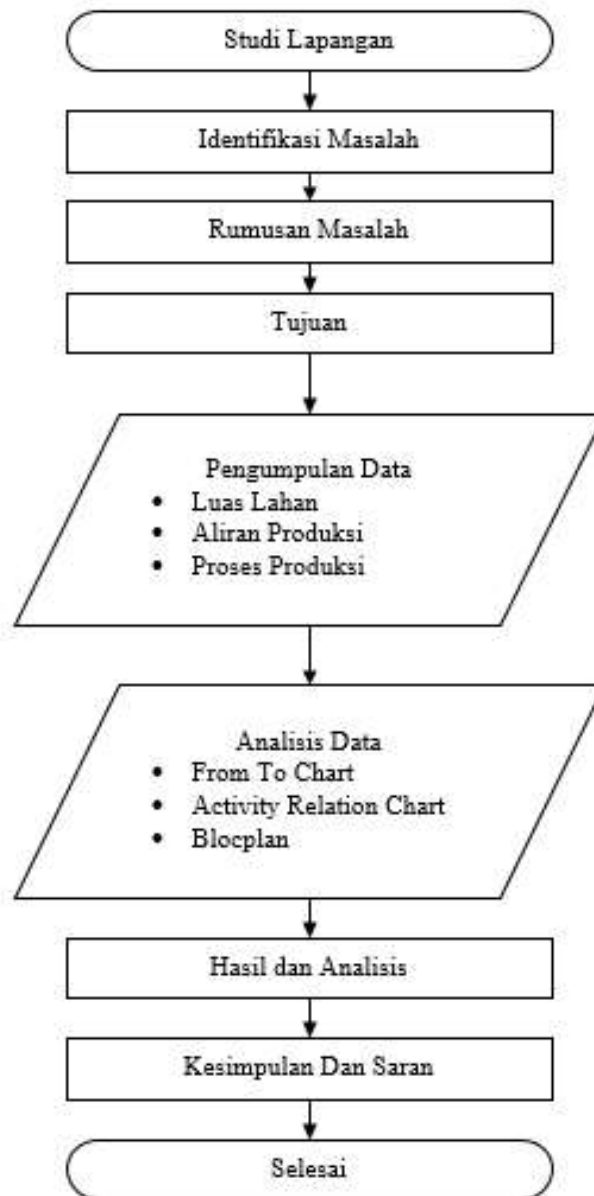 Studi Lapangan
Identifikasi Masalah
Rumusan Masalah
Tujuan
Pengumpulan Data
• Luas Lahan
• Aliran Produksi
• Proses Produksi
Analisis Data
• From To Chart
• Activity Relation Chart
• Blocplan
Hasil dan Analisis
Kesimpulan Dan Saran
Selesai